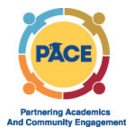 PACE
Partnering Academics
And Community Engagement